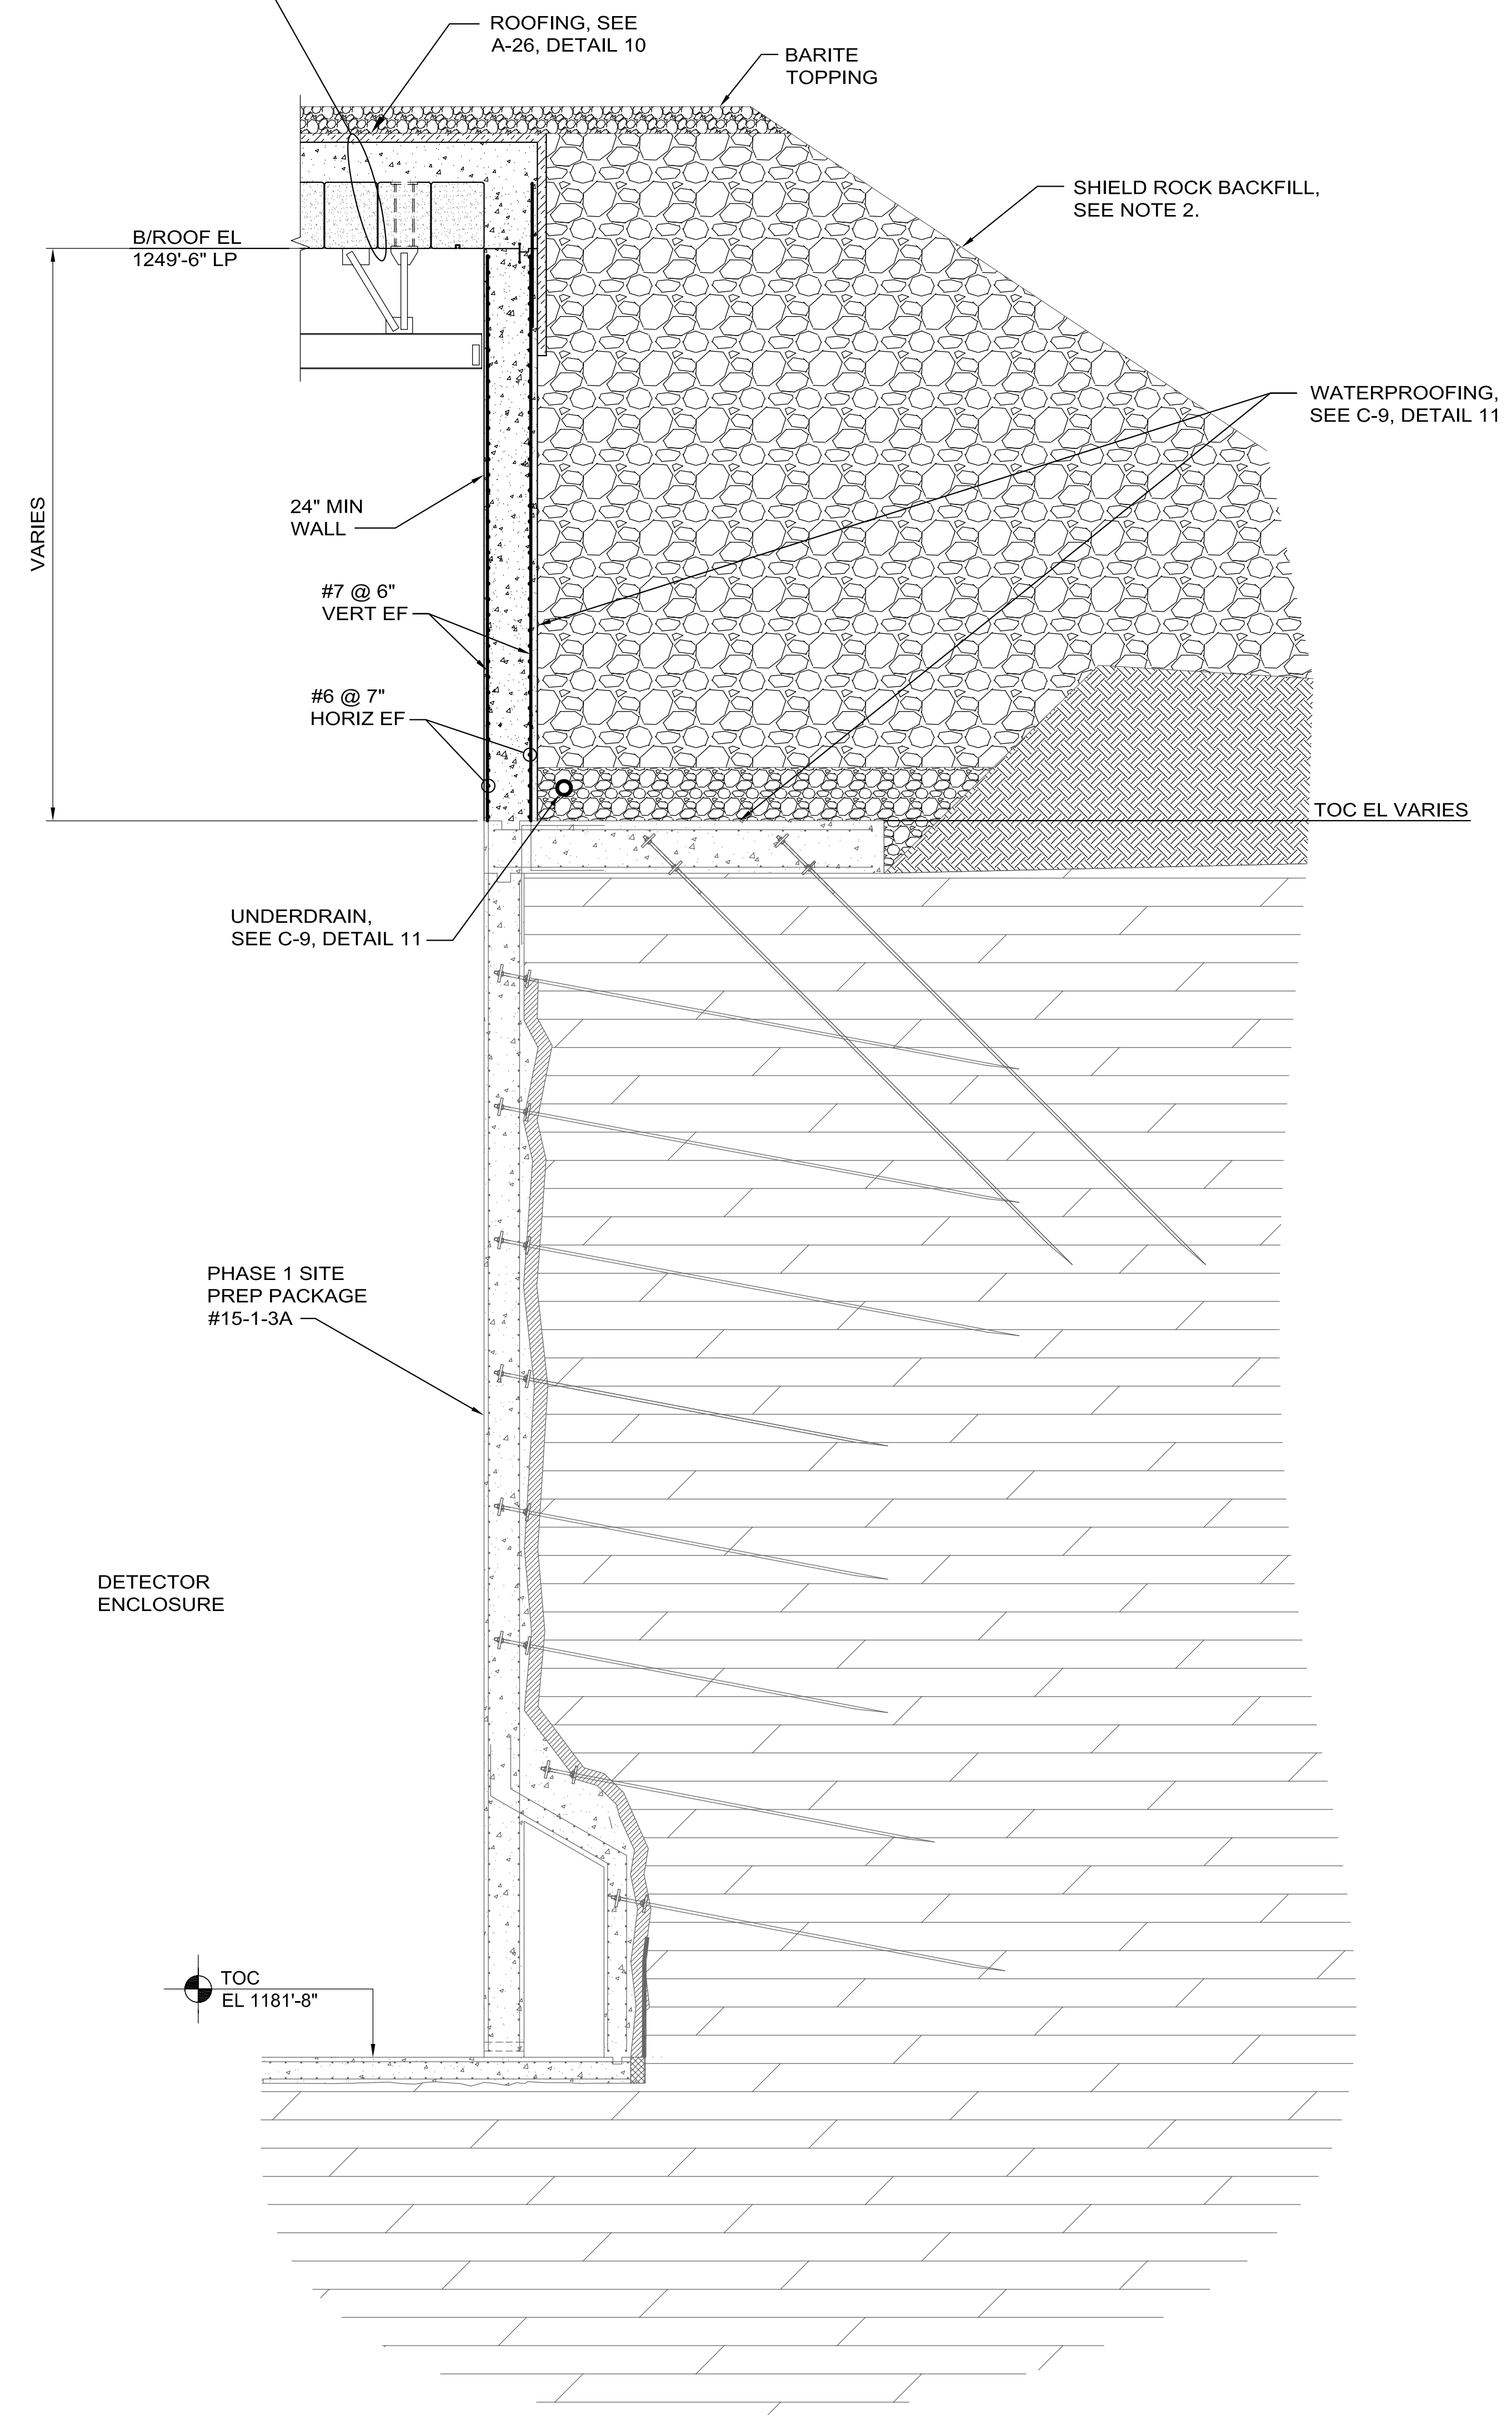 ROOFING, SEE
A-26, DETAIL 10
BARITE
TOPPING
SHIELD ROCK BACKFILL,
SEE NOTE 2.
B/ROOF EL
1249'-6" LP
WATERPROOFING,
SEE C-9, DETAIL 11
VARIES
24" MIN
WALL
#7 @ 6"
VERT EF
#6 @ 7"
HORIZ EF
TOC EL VARIES
UNDERDRAIN,
SEE C-9, DETAIL 11
PHASE 1 SITE
PREP PACKAGE
#15-1-3A
DETECTOR
ENCLOSURE
TOC
EL 1181'-8"